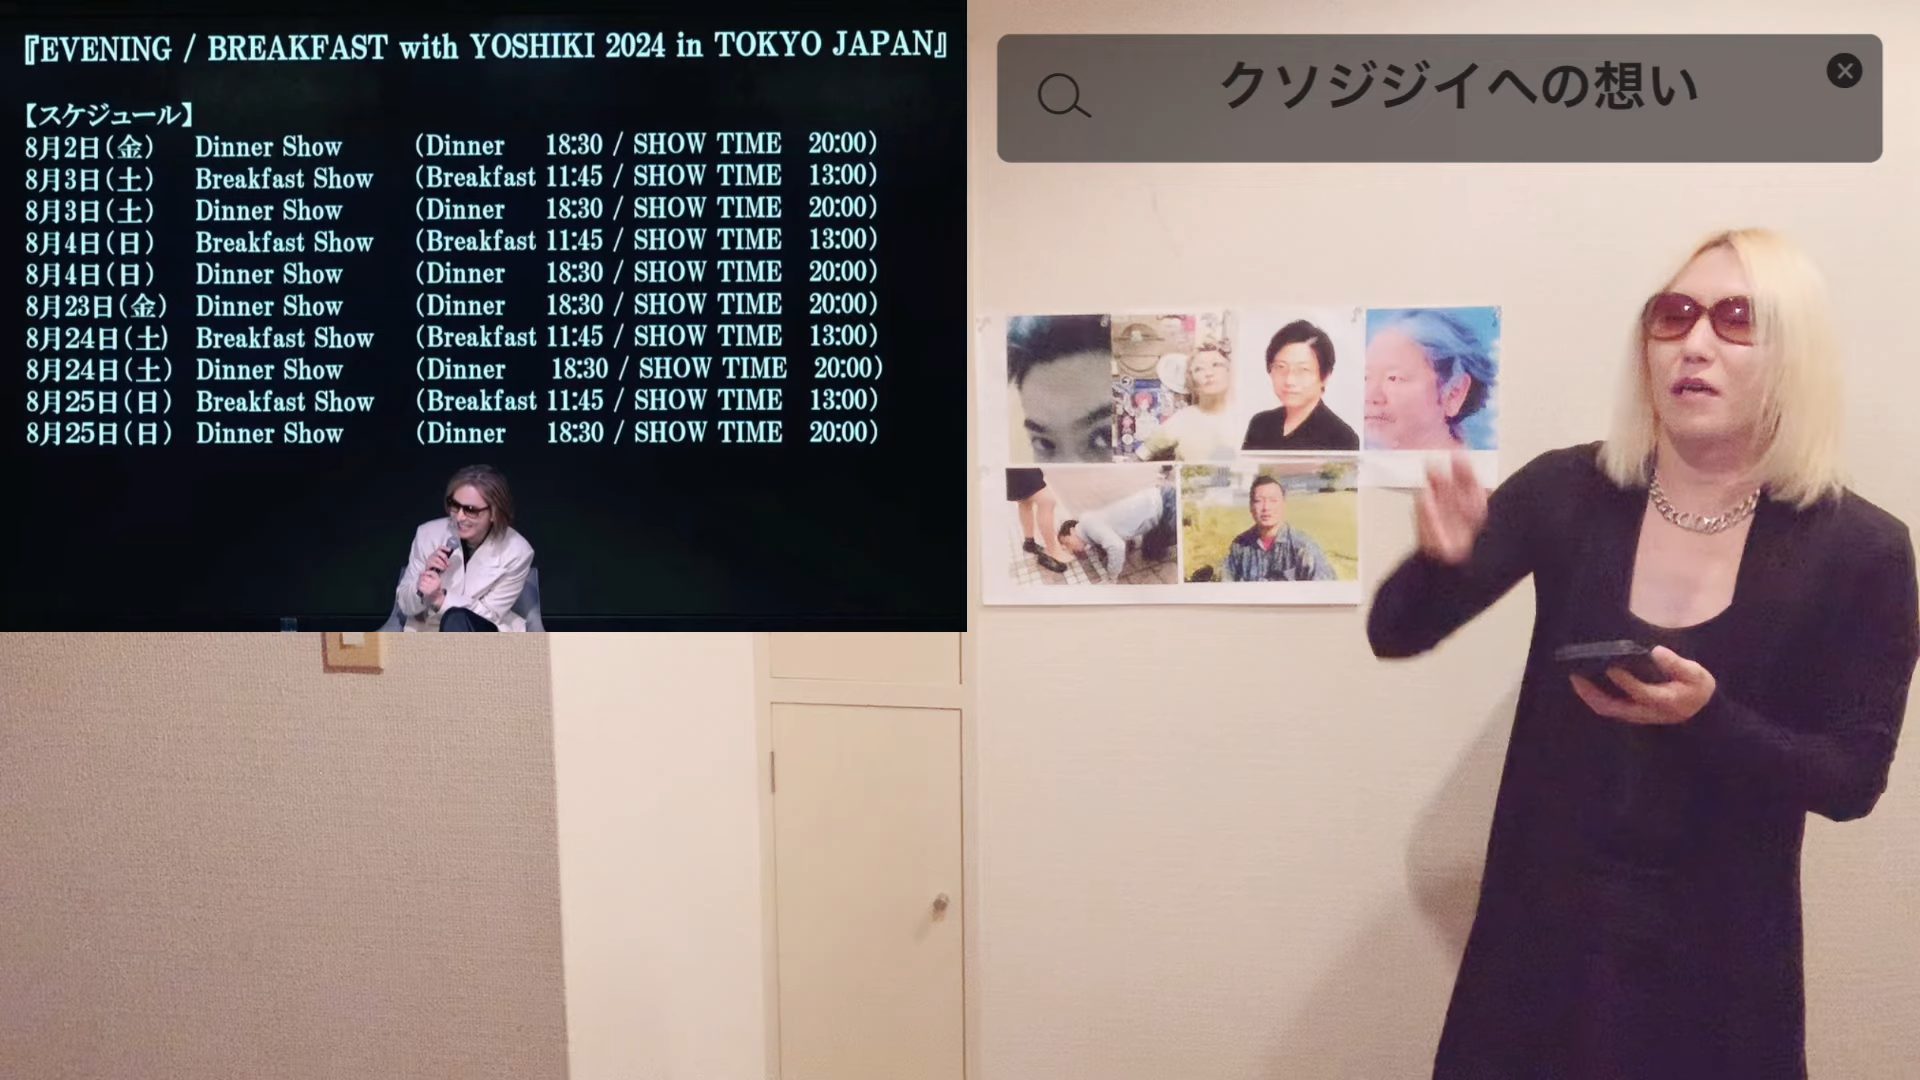 『EVENING / BREAKFAST with YOSHIKI 2024 in TOKYO JAPAN』
【スケジュール】
8月2日(金) Dinner Show (Dinner 18:30 / SHOW TIME 20:00)
8月3日(土) Breakfast Show (Breakfast 11:45 / SHOW TIME 13:00)
8月3日(土) Dinner Show (Dinner 18:30 / SHOW TIME 20:00)
8月4日(日) Breakfast Show (Breakfast 11:45 / SHOW TIME 13:00)
8月4日(日) Dinner Show (Dinner 18:30 / SHOW TIME 20:00)
8月23日(金) Dinner Show (Dinner 18:30 / SHOW TIME 20:00)
8月24日(土) Breakfast Show (Breakfast 11:45 / SHOW TIME 13:00)
8月24日(土) Dinner Show (Dinner 18:30 / SHOW TIME 20:00)
8月25日(日) Breakfast Show (Breakfast 11:45 / SHOW TIME 13:00)
8月25日(日) Dinner Show (Dinner 18:30 / SHOW TIME 20:00)
クソジジイへの想い